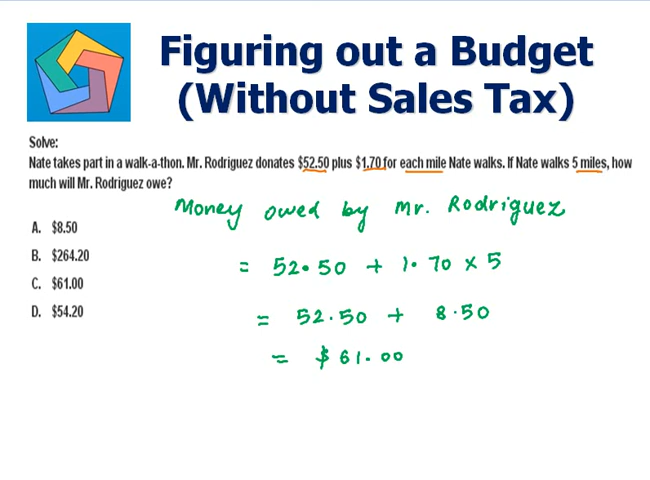 Figuring out a Budget
(Without Sales Tax)
Solve:
Nate takes part in a walk-a-thon. Mr. Rodriguez donates $52.50 plus $1.70 for each mile Nate walks. If Nate walks 5 miles, how
much will Mr. Rodriguez owe?
Money owed by Mr. Rodriguez
A. $8.50
B. $264.20
= 52.50 + 1.70 x 5
C. $61.00
D. $54.20
= 52.50 + 8.50
= $61.00